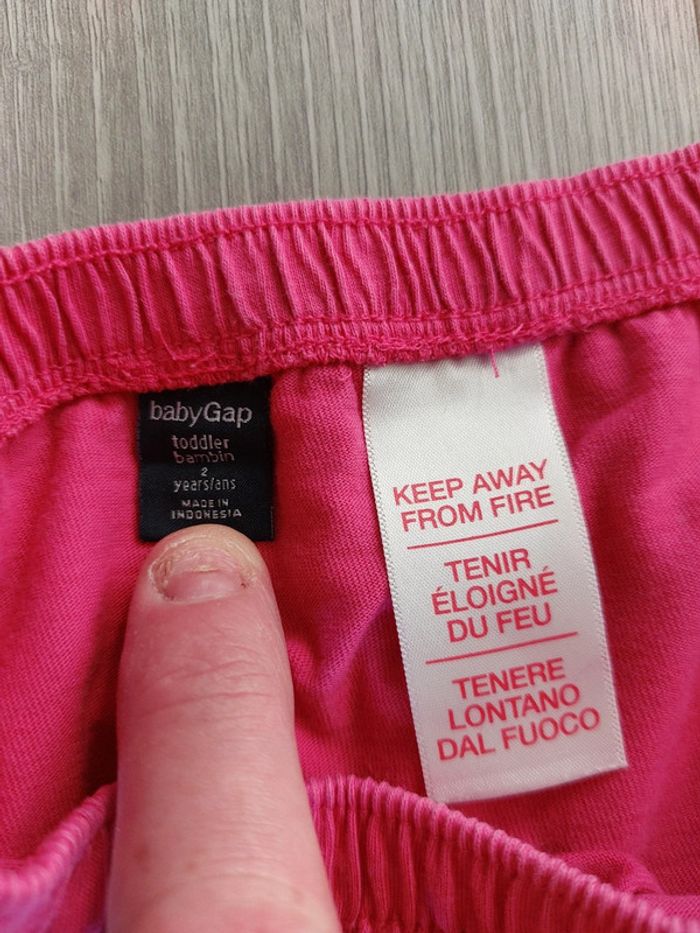 babyGap
toddler
bambin
2
years/ans
MADE IN
INDONESIA
KEEP AWAY
FROM FIRE
TENIR
ÉLOIGNÉ
DU FEU
TENERE
LONTANO
DAL FUOCO